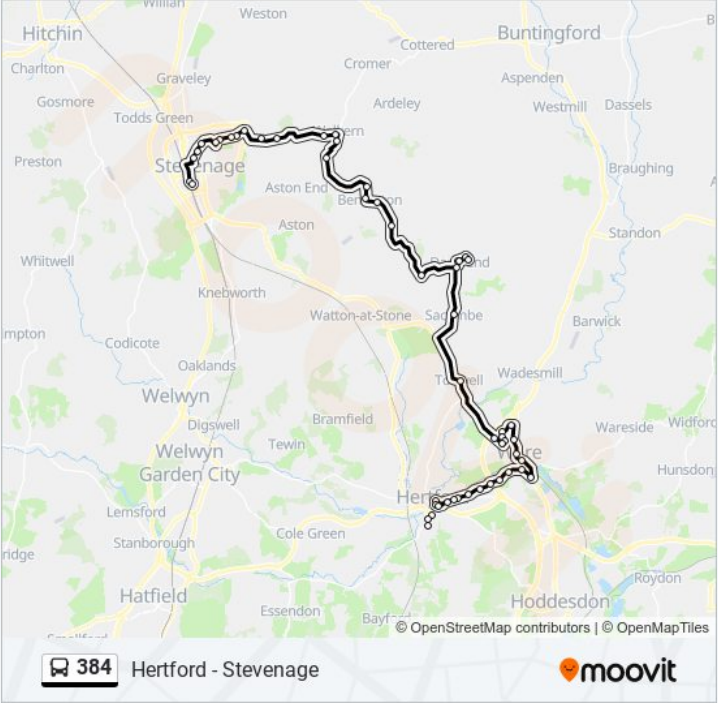 Willian
Weston
Hitchin
Buntingford
Cottered
Charlton
Cromer
Graveley
Aspenden
Gosmore
Ardeley
Westmill
Dassels
Todds Green
Preston
Stevenage
Braughing
Aston End
Aston
Standon
Whitwell
Knebworth
Watton-at-Stone
Barwick
Codicote
Oaklands
Wadesmill
Welwyn
Digswell
Bramfield
Wareside
Widford
Tewin
Welwyn
Garden City
Hunsdon
Lemsford
Cole Green
Stanborough
Roydon
Hatfield
Essendon
Hoddesdon
© OpenStreetMap contributors | © OpenMapTiles
384
Hertford - Stevenage
moovit